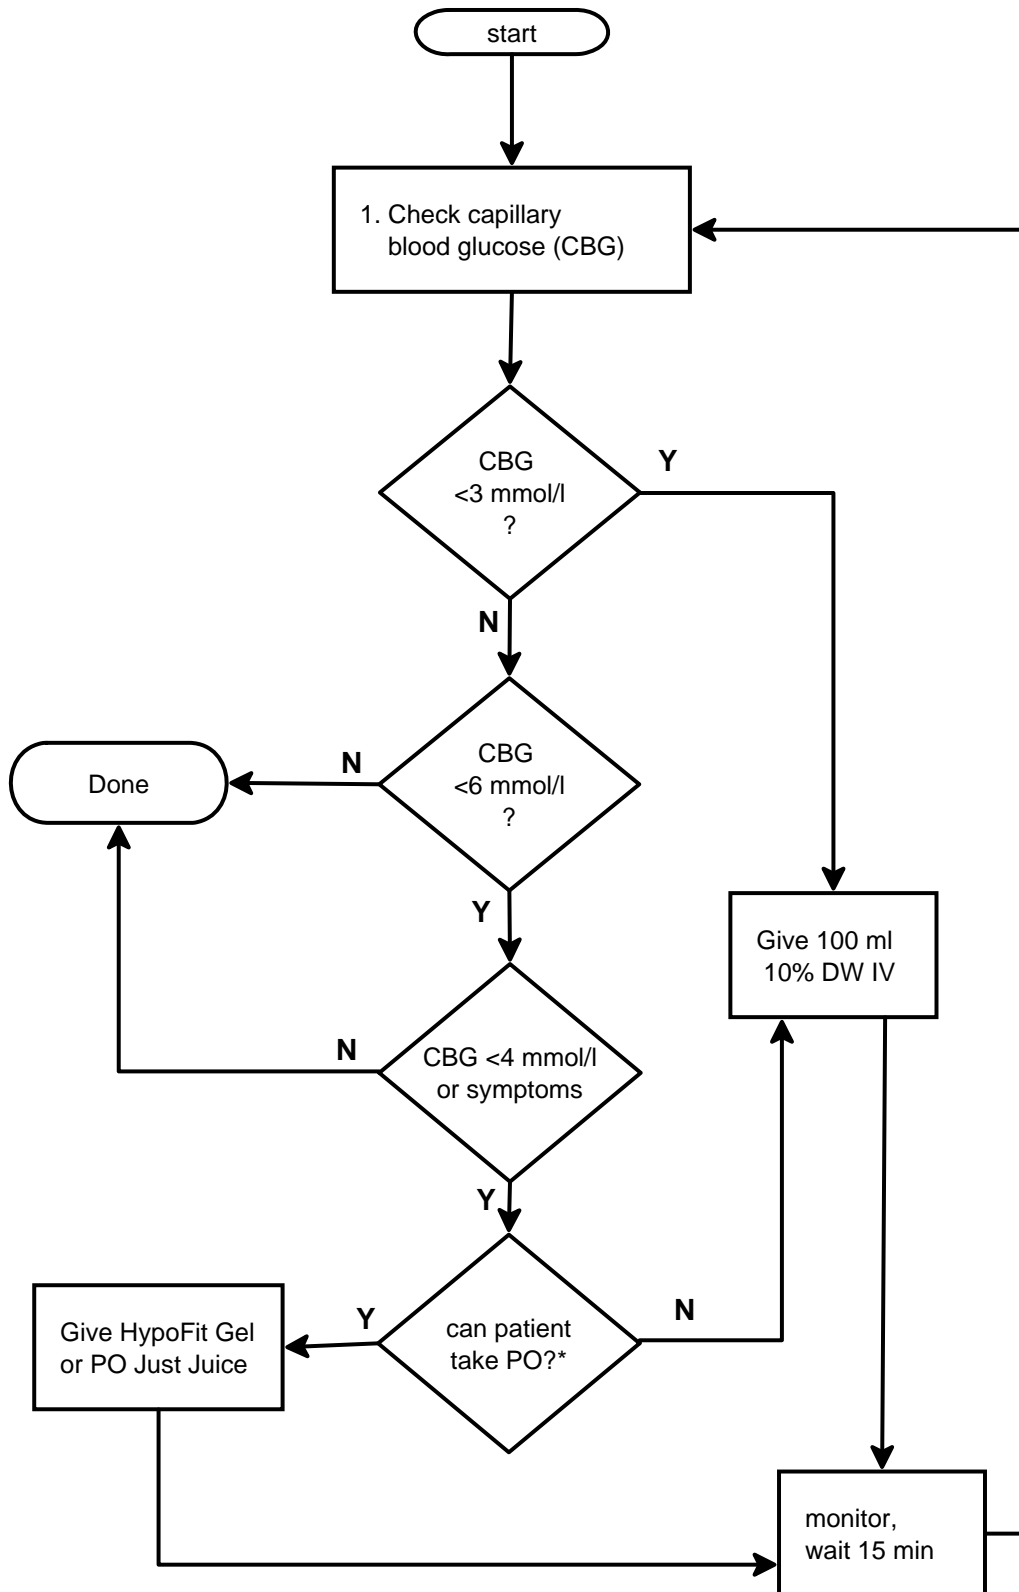 start
1. Check capillary
blood glucose (CBG)
CBG
<3 mmol/l
?
Y
N
CBG
<6 mmol/l
?
N
Done
Y
Give 100 ml
10% DW IV
CBG <4 mmol/l
or symptoms
N
Y
can patient
take PO?*
Y
N
Give HypoFit Gel
or PO Just Juice
monitor,
wait 15 min